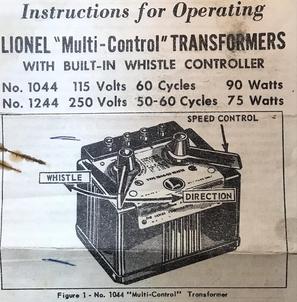 Instructions for Operating
LIONEL "Multi-Control" TRANSFORMERS
WITH BUILT-IN WHISTLE CONTROLLER
No. 1044 115 Volts 60 Cycles 90 Watts
No. 1244 250 Volts 50-60 Cycles 75 Watts
SPEED CONTROL
WHISTLE
L
DIRECTION
Figure 1 - No. 1044 "Multi-Control" Transformer